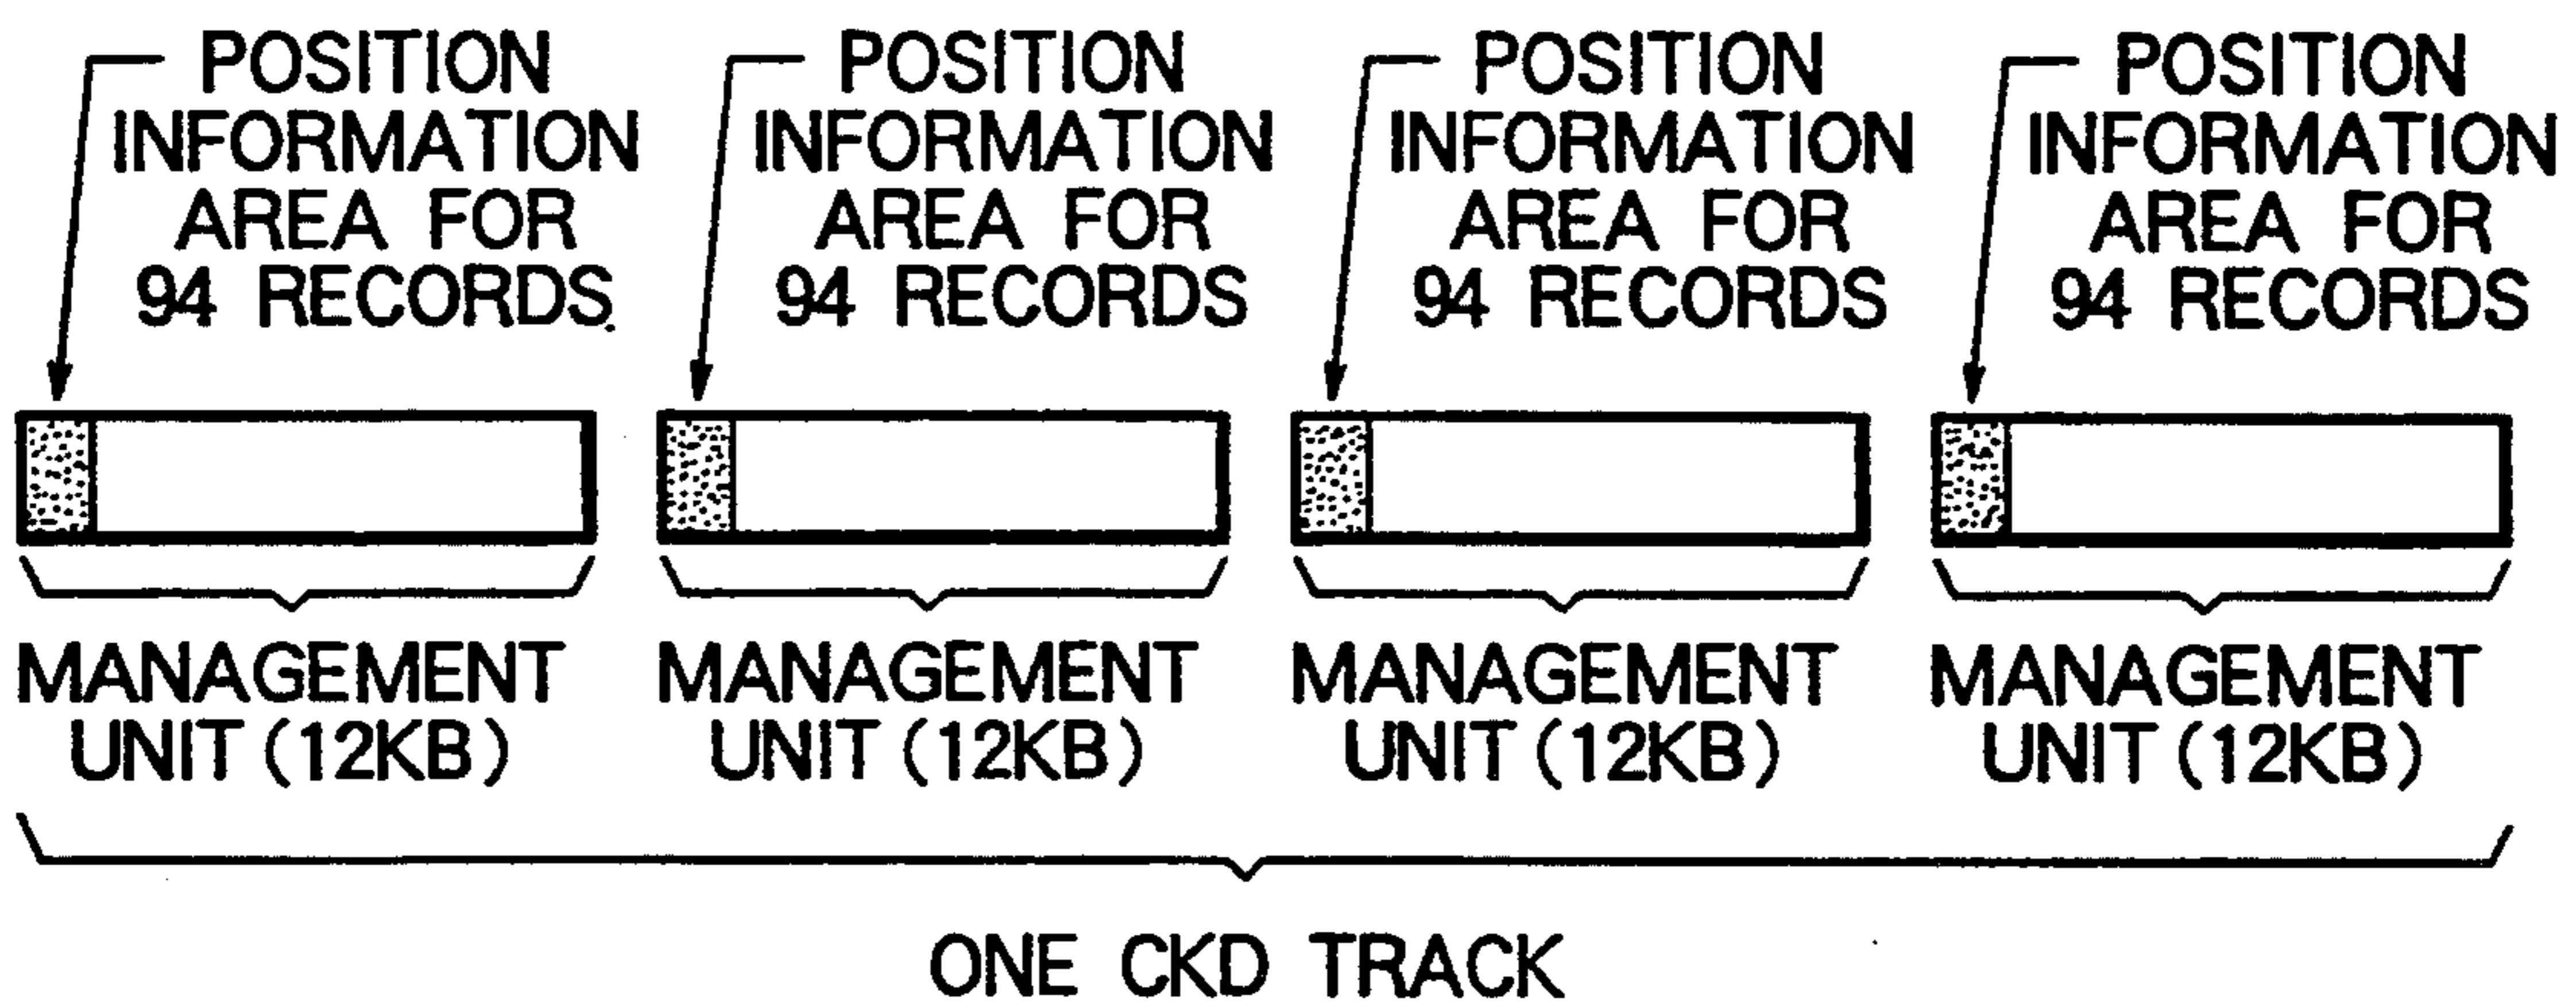 POSITION
INFORMATION
AREA FOR
94 RECORDS
POSITION
INFORMATION
AREA FOR
94 RECORDS
POSITION
INFORMATION
AREA FOR
94 RECORDS
POSITION
INFORMATION
AREA FOR
94 RECORDS
MANAGEMENT
UNIT (12KB)
MANAGEMENT
UNIT (12KB)
MANAGEMENT
UNIT (12KB)
MANAGEMENT
UNIT (12KB)
ONE CKD TRACK